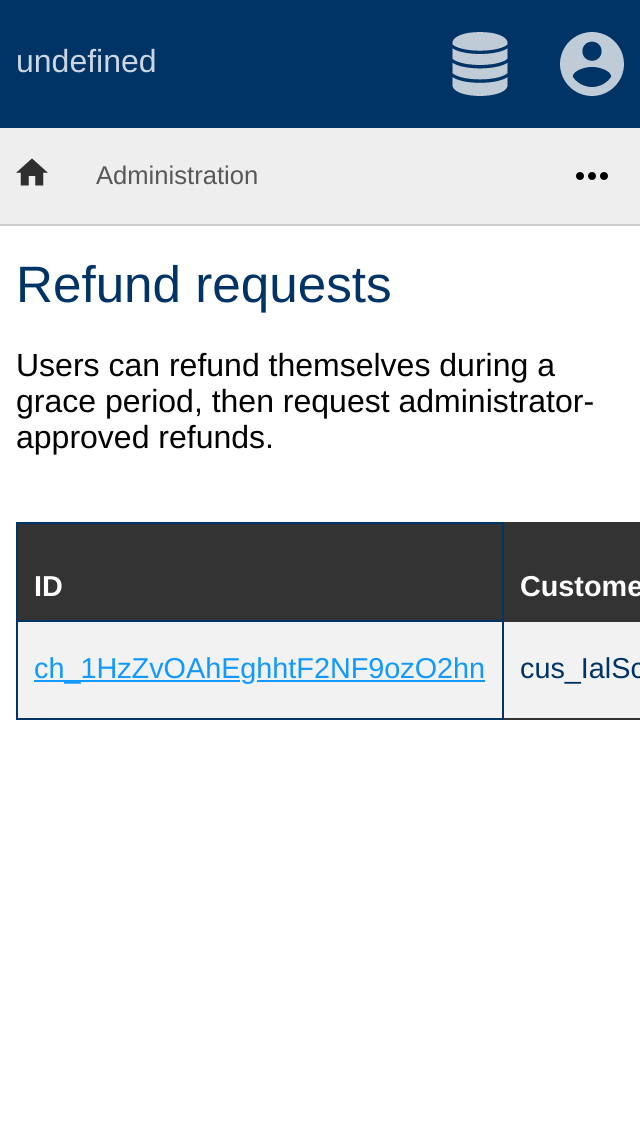 undefined
Administration
Refund requests
Users can refund themselves during a
grace period, then request administrator-
approved refunds.
ID Custome
ch_1HzZvOAhEghhtF2NF9ozO2hn cus_IalSc